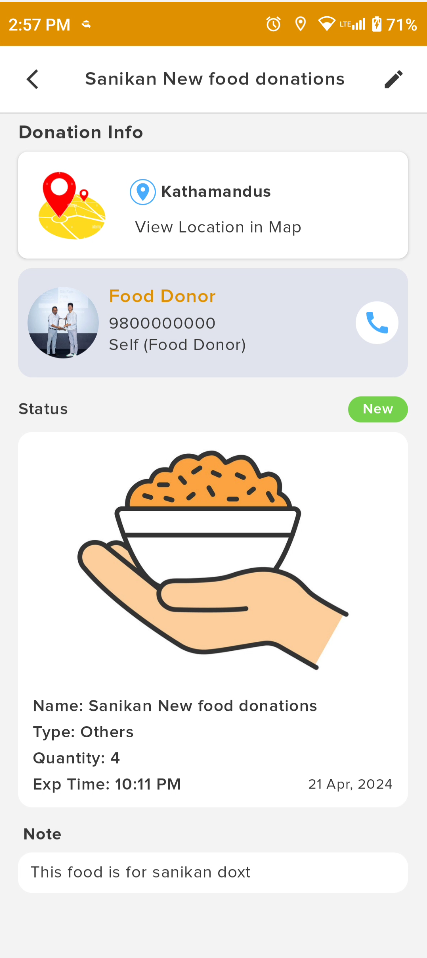 2:57 PM
LTE
71%
Sanikan New food donations
Donation Info
Kathamandus
View Location in Map
Food Donor
9800000000
Self (Food Donor)
Status
New
Name: Sanikan New food donations
Type: Others
Quantity: 4
Exp Time: 10:11 PM
21 Apr, 2024
Note
This food is for sanikan doxt